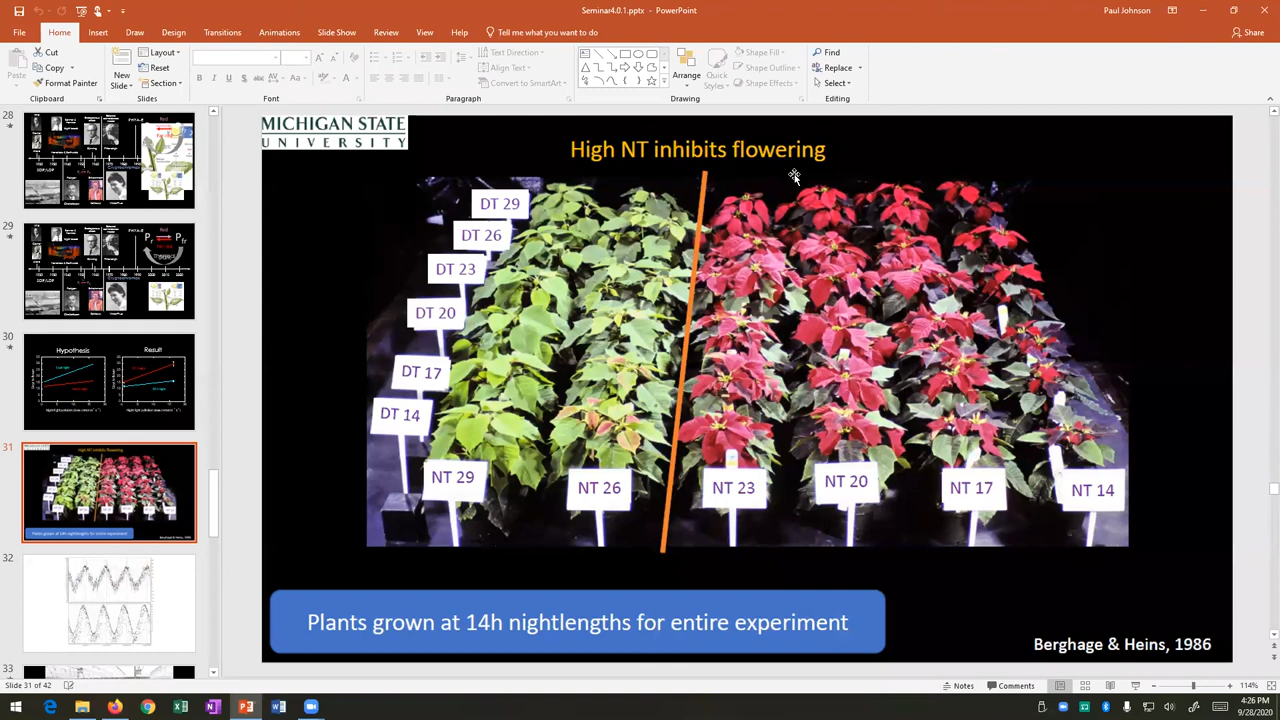 Seminar4.0.1.pptx - PowerPoint
Paul Johnson
File Home Insert Draw Design Transitions Animations Slide Show Review View Help Tell me what you want to do
Share
Paste
Cut
Copy
Format Painter
Clipboard
New Slide
Layout
Reset
Section
Slides
Font
Text Direction
Align Text
Convert to SmartArt
Paragraph
Arrange
Quick Styles
Shape Fill
Shape Outline
Shape Effects
Drawing
Find
Replace
Select
Editing
28
29
30
Hypothesis
Result
31
32
33
MICHIGAN STATE
UNIVERSITY
High NT inhibits flowering
DT 29
DT 26
DT 23
DT 20
DT 17
DT 14
NT 29
NT 26
NT 23
NT 20
NT 17
NT 14
Plants grown at 14h nightlengths for entire experiment
Berghage & Heins, 1986
Slide 31 of 42
Notes
Comments
114%
4:26 PM
9/28/2020